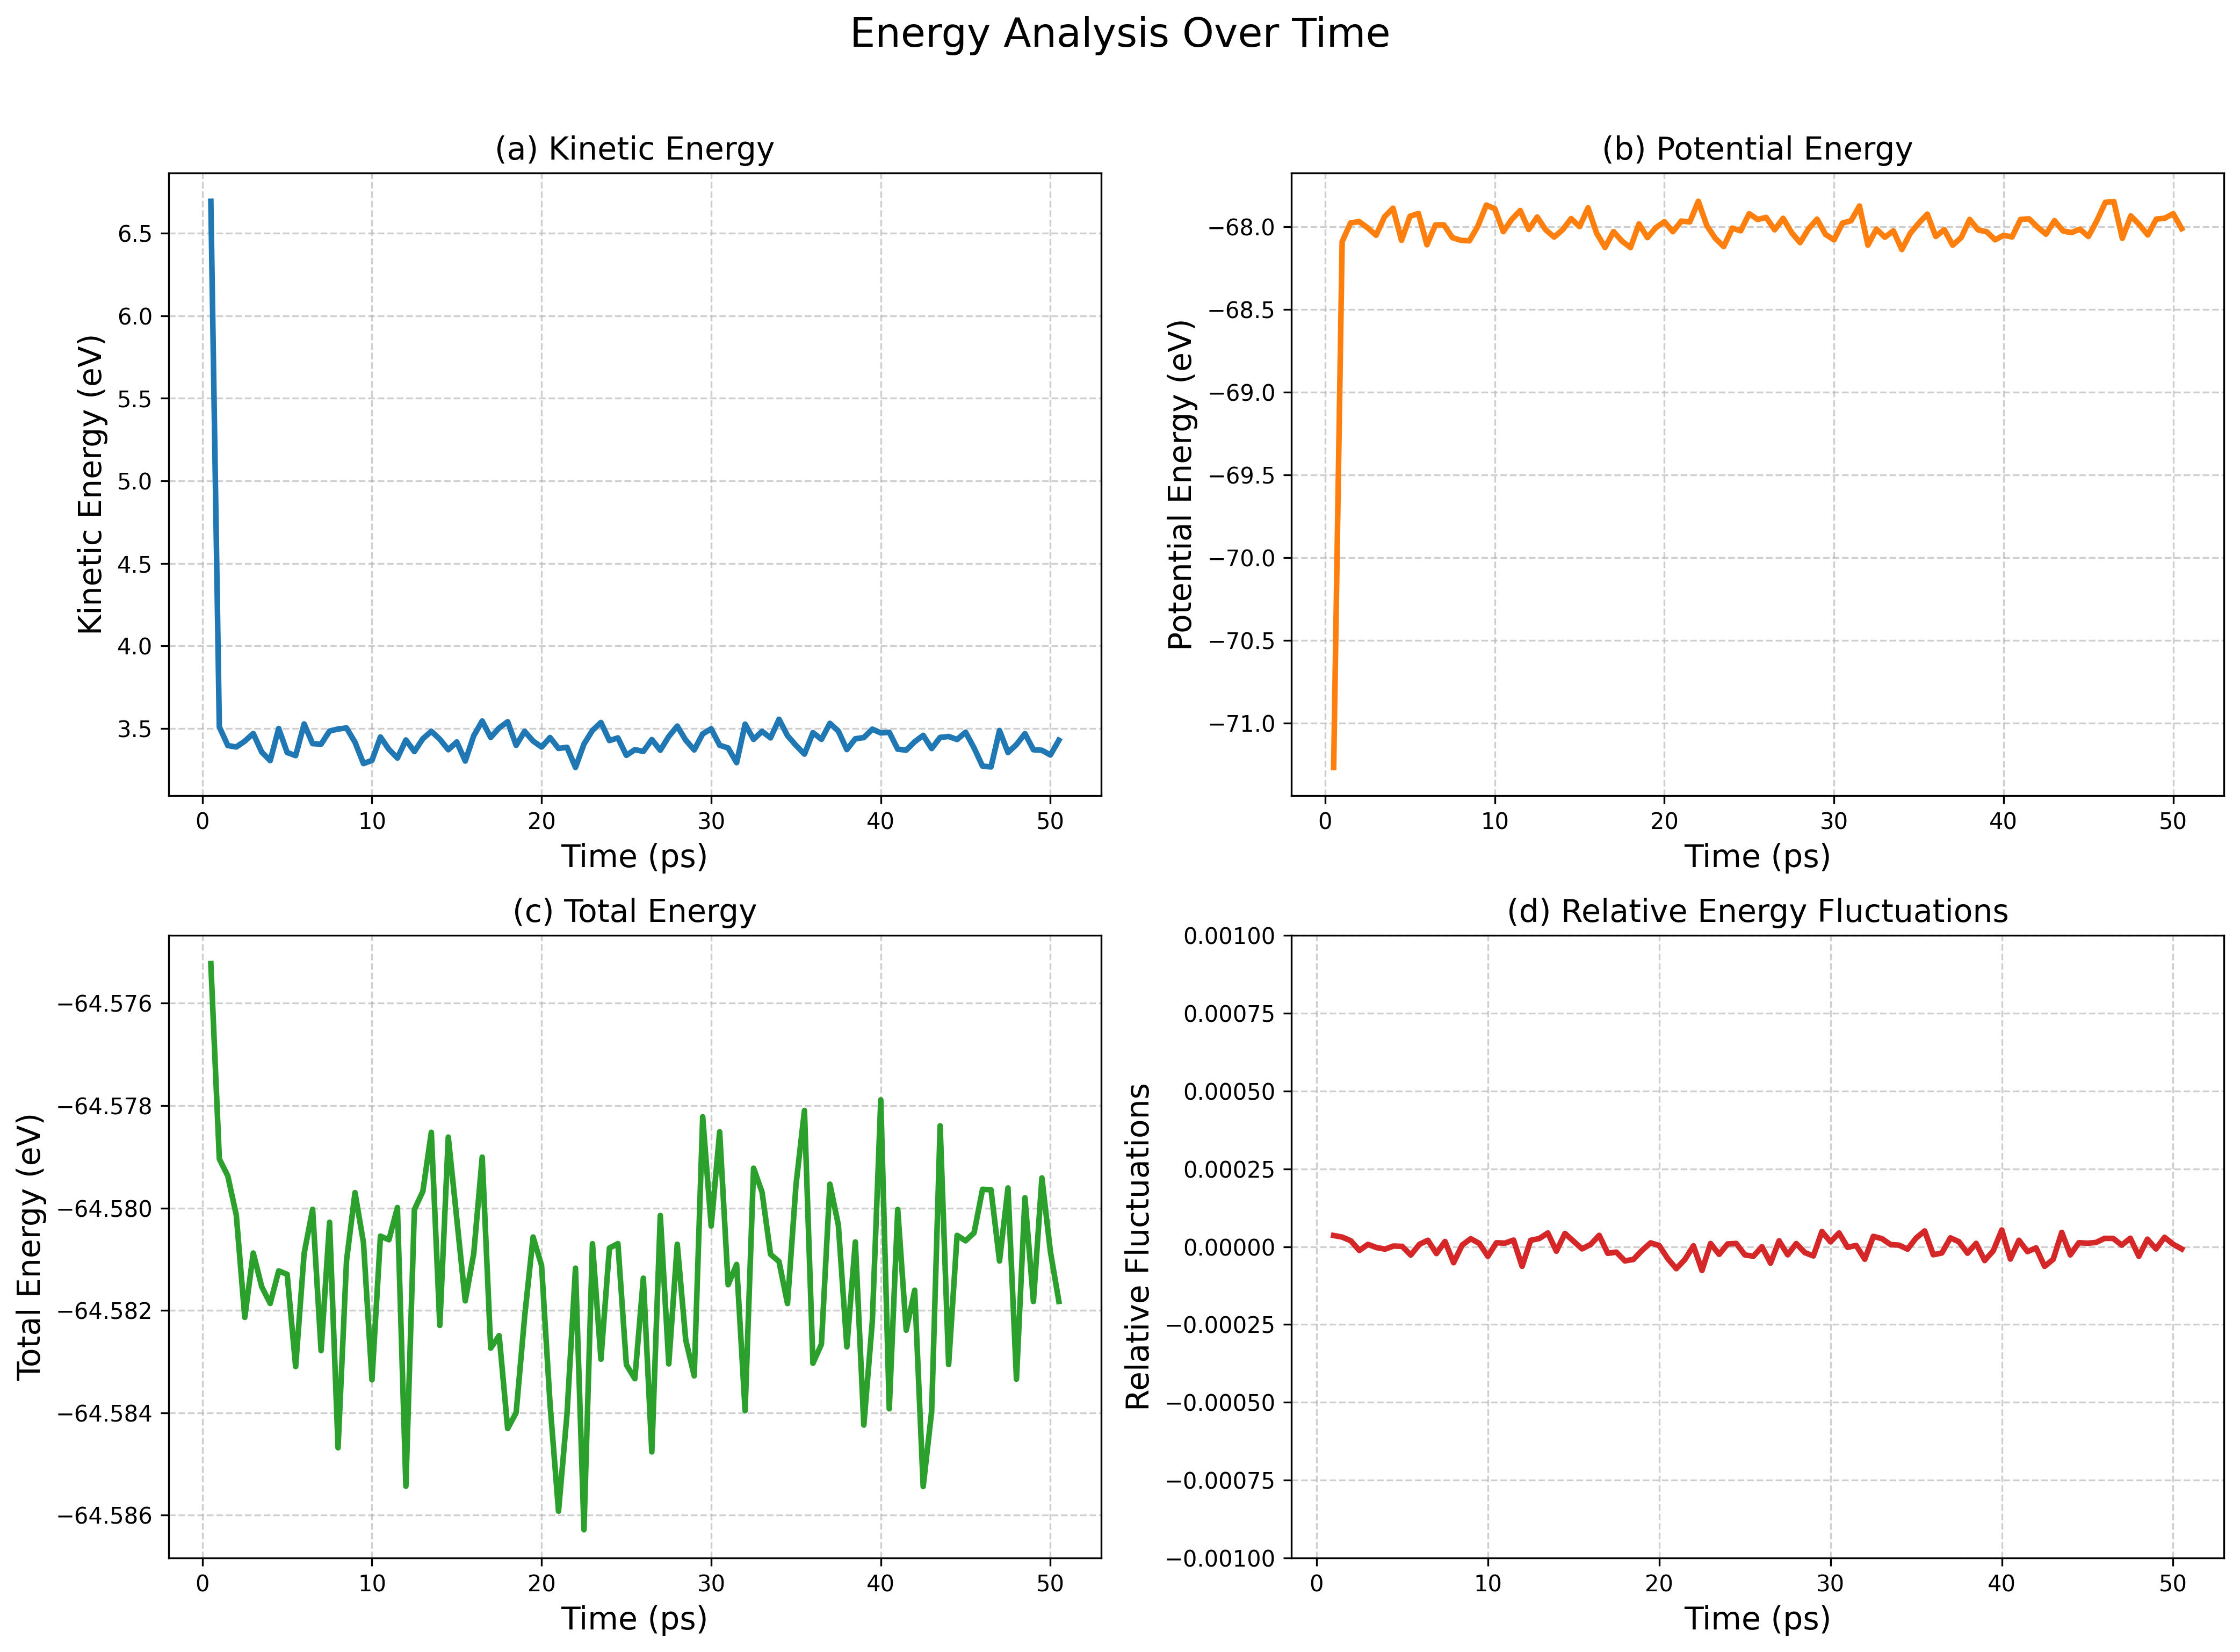 Energy Analysis Over Time
(a) Kinetic Energy
Kinetic Energy (eV)
6.5
6.0
5.5
5.0
4.5
4.0
3.5
0 10 20 30 40 50
Time (ps)
(b) Potential Energy
Potential Energy (eV)
−68.0
−68.5
−69.0
−69.5
−70.0
−70.5
−71.0
0 10 20 30 40 50
Time (ps)
(c) Total Energy
Total Energy (eV)
−64.576
−64.578
−64.580
−64.582
−64.584
−64.586
0 10 20 30 40 50
Time (ps)
(d) Relative Energy Fluctuations
Relative Fluctuations
0.00100
0.00075
0.00050
0.00025
0.00000
−0.00025
−0.00050
−0.00075
−0.00100
0 10 20 30 40 50
Time (ps)